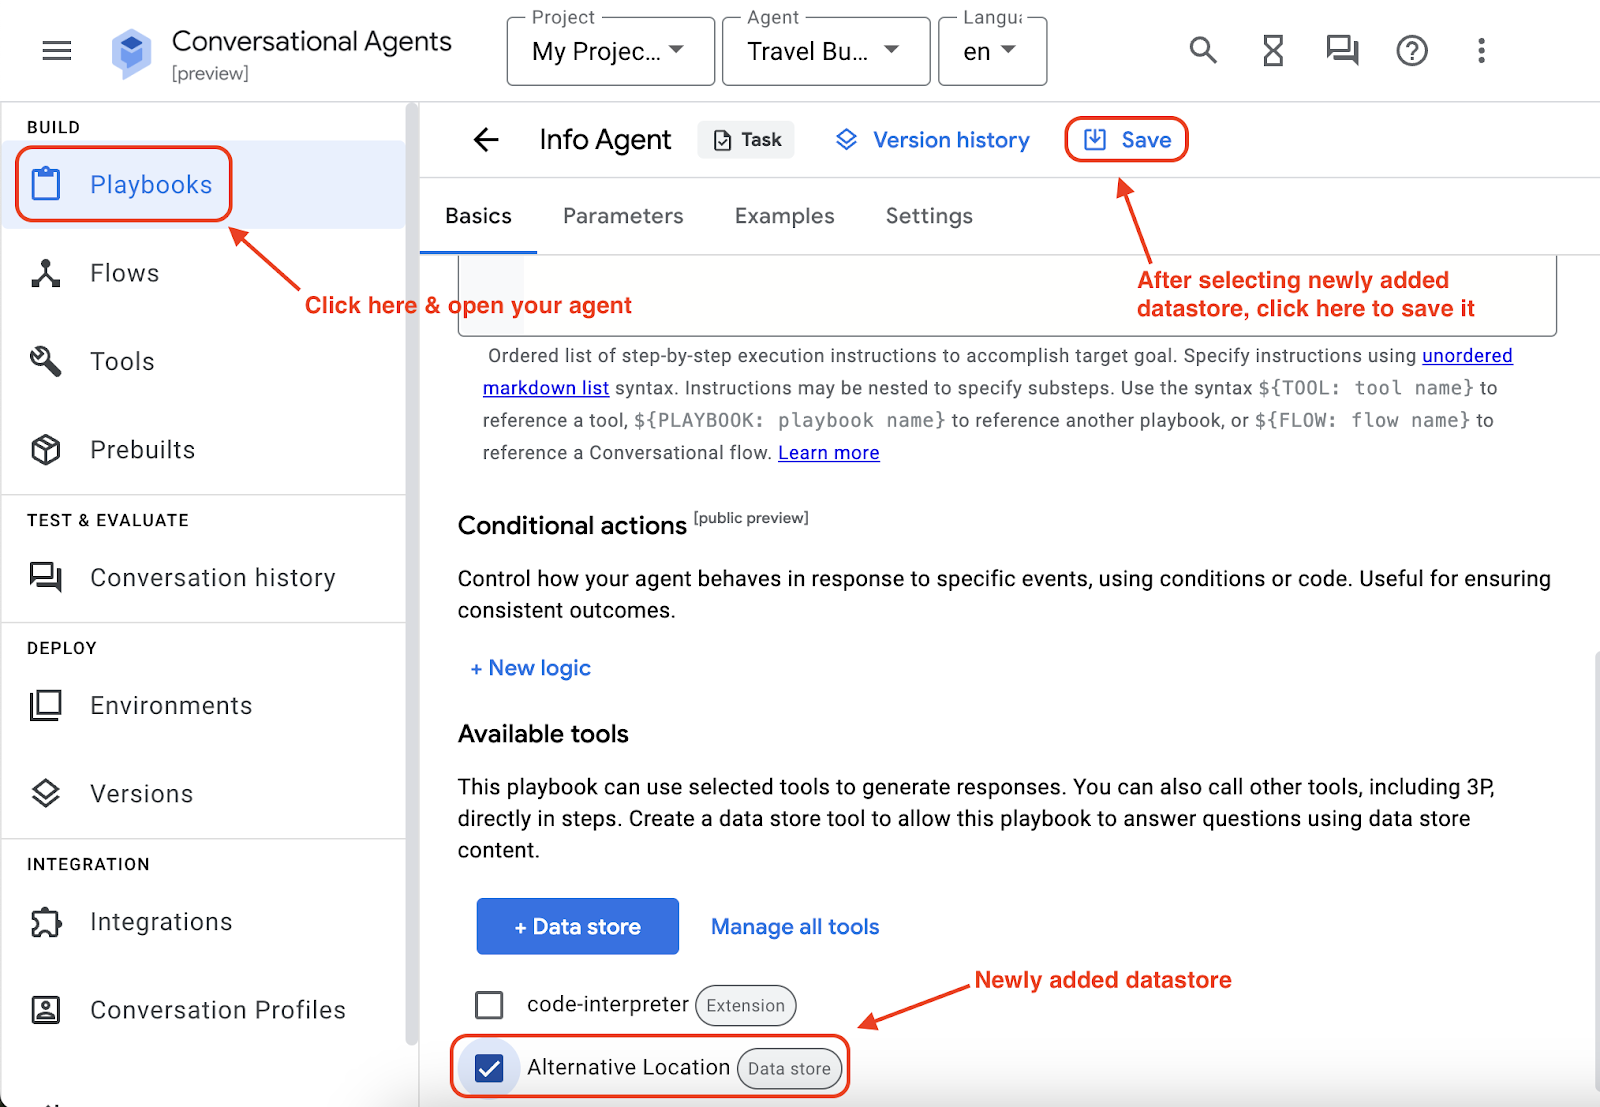 Conversational Agents
[preview]
Project
My Projec...
Agent
Travel Bu...
Langu
en
BUILD
Playbooks
Flows
Tools
Prebuilts
TEST & EVALUATE
Conversation history
DEPLOY
Environments
Versions
INTEGRATION
Integrations
Conversation Profiles
Info Agent
Task
Version history
Save
Basics
Parameters
Examples
Settings
Click here & open your agent
After selecting newly added
datastore, click here to save it
Ordered list of step-by-step execution instructions to accomplish target goal. Specify instructions using unordered
markdown list syntax. Instructions may be nested to specify substeps. Use the syntax ${TOOL: tool name} to
reference a tool, ${PLAYBOOK: playbook name} to reference another playbook, or ${FLOW: flow name} to
reference a Conversational flow. Learn more
Conditional actions [public preview]
Control how your agent behaves in response to specific events, using conditions or code. Useful for ensuring
consistent outcomes.
+ New logic
Available tools
This playbook can use selected tools to generate responses. You can also call other tools, including 3P,
directly in steps. Create a data store tool to allow this playbook to answer questions using data store
content.
+ Data store
Manage all tools
Newly added datastore
code-interpreter
Extension
Alternative Location
Data store